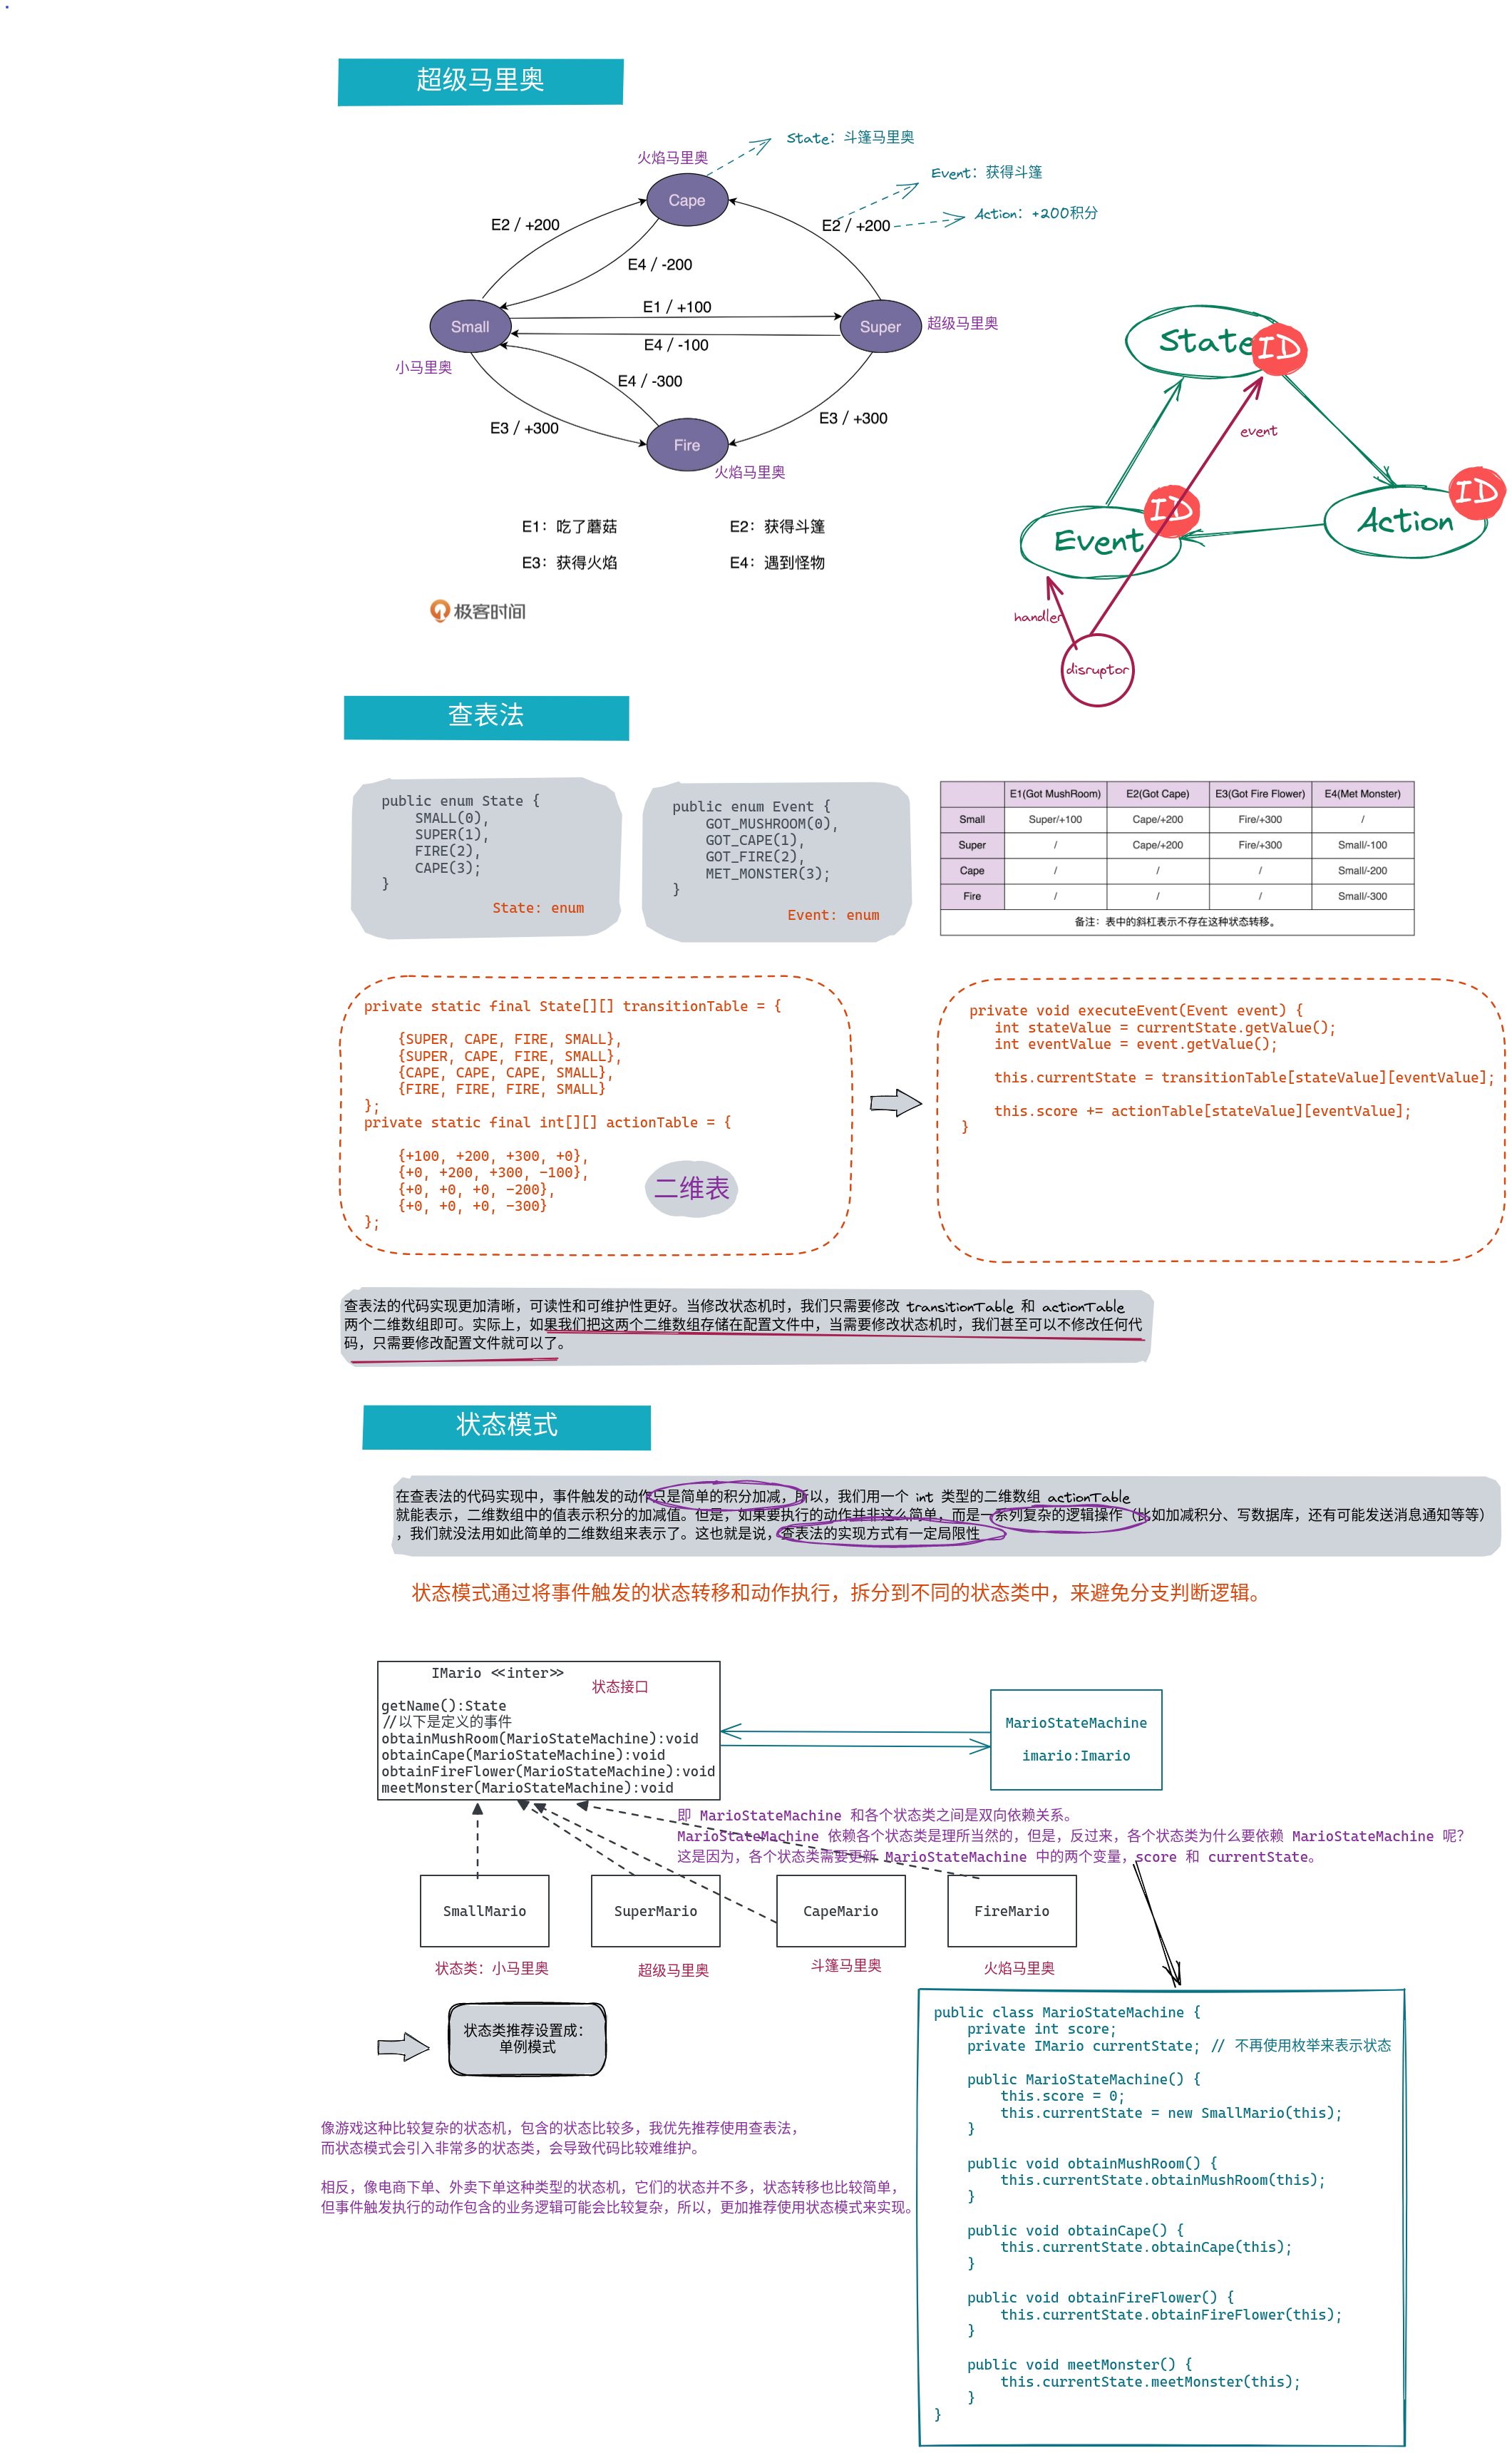 超级马里奥
火焰马里奥
State：斗篷马里奥
Event：获得斗篷
Action：+200积分
Cape
E2 / +200
E2 / +200
E4 / -200
E1 / +100
Small
Super
超级马里奥
E4 / -100
小马里奥
E4 / -300
E3 / +300
E3 / +300
Fire
火焰马里奥
E1：吃了蘑菇
E2：获得斗篷
E3：获得火焰
E4：遇到怪物
极客时间
State
ID
event
ID
Action
ID
Event
handler
disruptor
查表法
public enum State {
SMALL(0),
SUPER(1),
FIRE(2),
CAPE(3);
}
State: enum
public enum Event {
GOT_MUSHROOM(0),
GOT_CAPE(1),
GOT_FIRE(2),
MET_MONSTER(3);
}
Event: enum
E1(Got MushRoom) E2(Got Cape) E3(Got Fire Flower) E4(Met Monster)
Small Super/+100 Cape/+200 Fire/+300 /
Super / Cape/+200 Fire/+300 Small/-100
Cape / / / Small/-200
Fire / / / Small/-300
备注：表中的斜杠表示不存在这种状态转移。
private static final State[][] transitionTable = {
{SUPER, CAPE, FIRE, SMALL},
{SUPER, CAPE, FIRE, SMALL},
{CAPE, CAPE, CAPE, SMALL},
{FIRE, FIRE, FIRE, SMALL}
};
private static final int[][] actionTable = {
{+100, +200, +300, +0},
{+0, +200, +300, -100},
{+0, +0, +0, -200},
{+0, +0, +0, -300}
};
二维表
private void executeEvent(Event event) {
int stateValue = currentState.getValue();
int eventValue = event.getValue();
this.currentState = transitionTable[stateValue][eventValue];
this.score += actionTable[stateValue][eventValue];
}
查表法的代码实现更加清晰，可读性和可维护性更好。当修改状态机时，我们只需要修改 transitionTable 和 actionTable
两个二维数组即可。实际上，如果我们把这两个二维数组存储在配置文件中，当需要修改状态机时，我们甚至可以不修改任何代
码，只需要修改配置文件就可以了。
状态模式
在查表法的代码实现中，事件触发的动作只是简单的积分加减，所以，我们用一个 int 类型的二维数组 actionTable
就能表示，二维数组中的值表示积分的加减值。但是，如果要执行的动作并非这么简单，而是一系列复杂的逻辑操作（比如加减积分、写数据库，还有可能发送消息通知等等）
，我们就没法用如此简单的二维数组来表示了。这也就是说，查表法的实现方式有一定局限性
状态模式通过将事件触发的状态转移和动作执行，拆分到不同的状态类中，来避免分支判断逻辑。
IMario <<inter>>
状态接口
getName():State
//以下是定义的事件
obtainMushRoom(MarioStateMachine):void
obtainCape(MarioStateMachine):void
obtainFireFlower(MarioStateMachine):void
meetMonster(MarioStateMachine):void
MarioStateMachine
imario:Imario
即 MarioStateMachine 和各个状态类之间是双向依赖关系。
MarioStateMachine 依赖各个状态类是理所当然的，但是，反过来，各个状态类为什么要依赖 MarioStateMachine 呢？
这是因为，各个状态类需要更新 MarioStateMachine 中的两个变量，score 和 currentState。
SmallMario
SuperMario
CapeMario
FireMario
状态类：小马里奥
超级马里奥
斗篷马里奥
火焰马里奥
状态类推荐设置成：
单例模式
像游戏这种比较复杂的状态机，包含的状态比较多，我优先推荐使用查表法，
而状态模式会引入非常多的状态类，会导致代码比较难维护。
相反，像电商下单、外卖下单这种类型的状态机，它们的状态并不多，状态转移也比较简单，
但事件触发执行的动作包含的业务逻辑可能会比较复杂，所以，更加推荐使用状态模式来实现。
public class MarioStateMachine {
private int score;
private IMario currentState; // 不再使用枚举来表示状态
public MarioStateMachine() {
this.score = 0;
this.currentState = new SmallMario(this);
}
public void obtainMushRoom() {
this.currentState.obtainMushRoom(this);
}
public void obtainCape() {
this.currentState.obtainCape(this);
}
public void obtainFireFlower() {
this.currentState.obtainFireFlower(this);
}
public void meetMonster() {
this.currentState.meetMonster(this);
}
}